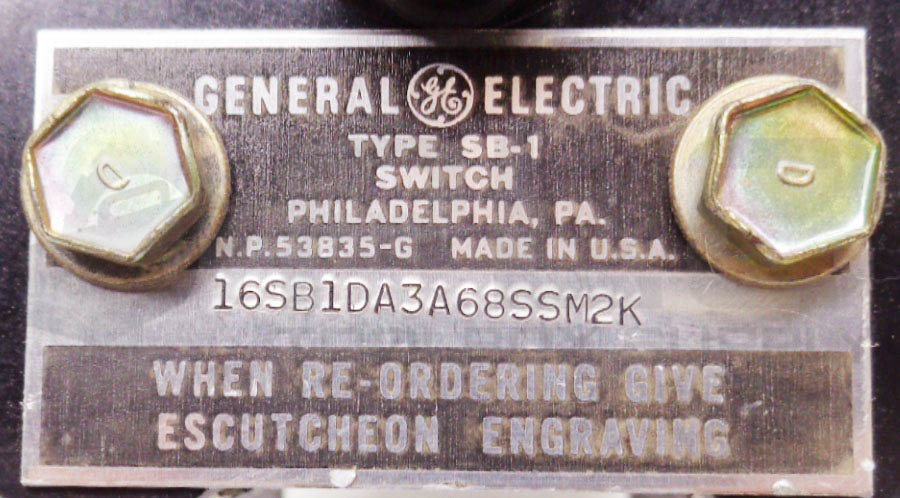 GENERAL GE ELECTRIC
TYPE SB-1
SWITCH
PHILADELPHIA, PA.
N.P.53835-G MADE IN U.S.A.
16SB1DA3A68SSM2K
WHEN RE-ORDERING GIVE
ESCUTCHEON ENGRAVING
D
D